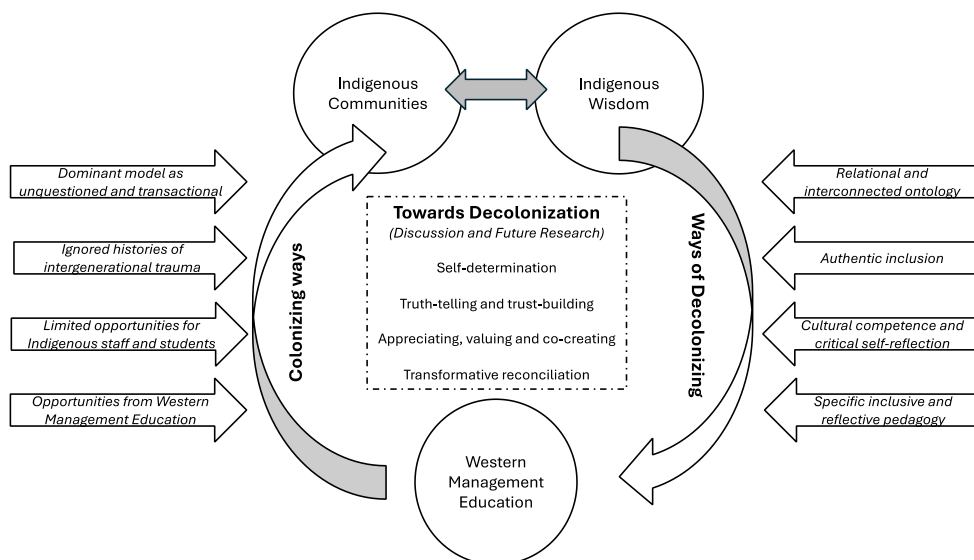 Indigenous
Communities
Indigenous
Wisdom
Dominant model as
unquestioned and transactional
Ignored histories of
intergenerational trauma
Limited opportunities for
Indigenous staff and students
Opportunities from Western
Management Education
Colonizing ways
Towards Decolonization
(Discussion and Future Research)
Self-determination
Truth-telling and trust-building
Appreciating, valuing and co-creating
Transformative reconciliation
Ways of Decolonizing
Relational and
interconnected ontology
Authentic inclusion
Cultural competence and
critical self-reflection
Specific inclusive and
reflective pedagogy
Western
Management
Education